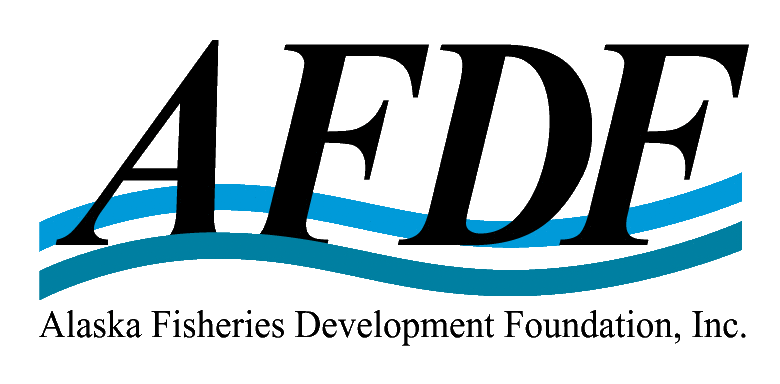 AFDF
Alaska Fisheries Development Foundation, Inc.